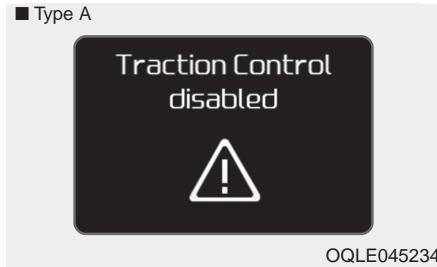 ■ Type A
Traction Control
disabled
OQLE045234